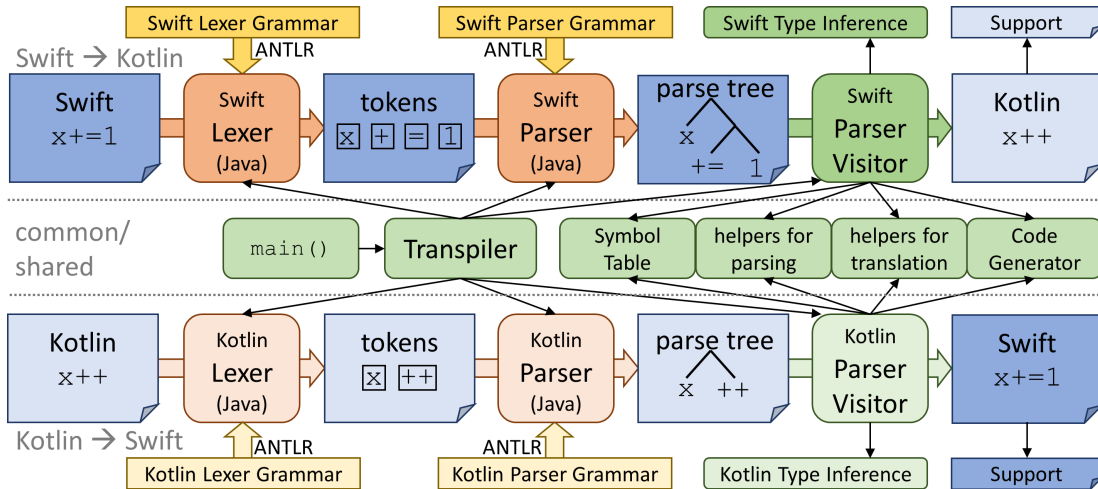 Swift Lexer Grammar
Swift Parser Grammar
Swift Type Inference
Support
ANTLR
ANTLR
Swift → Kotlin
Swift
x+=1
Swift
Lexer
(Java)
tokens
x + = 1
Swift
Parser
(Java)
parse tree
x
+= 1
Swift
Parser
Visitor
Kotlin
x++
common/
shared
main()
Transpiler
Symbol
Table
helpers for
parsing
helpers for
translation
Code
Generator
Kotlin
x++
Kotlin
Lexer
(Java)
tokens
x ++
Kotlin
Parser
(Java)
parse tree
x ++
Kotlin
Parser
Visitor
Swift
x+=1
Kotlin → Swift
ANTLR
ANTLR
Kotlin Lexer Grammar
Kotlin Parser Grammar
Kotlin Type Inference
Support